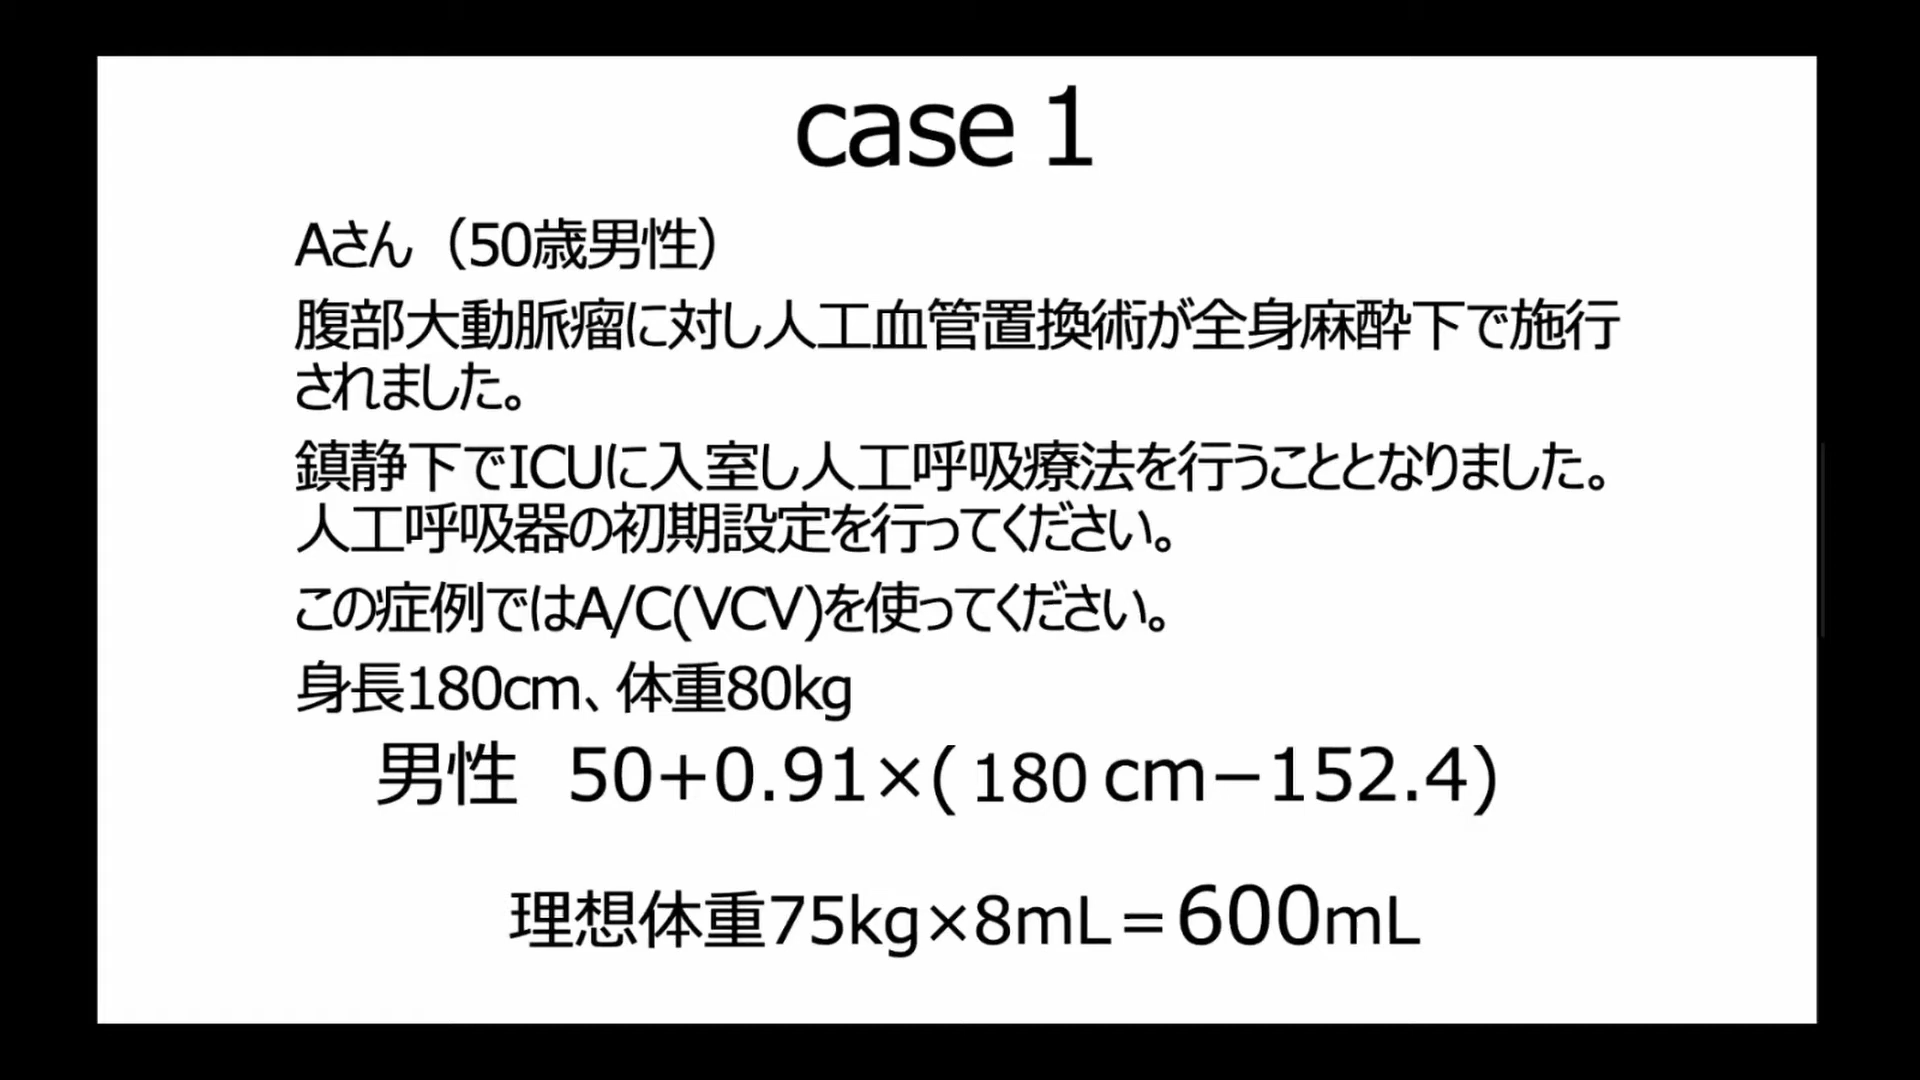 case 1
Aさん（50歳男性）
腹部大動脈瘤に対し人工血管置換術が全身麻酔下で施行
されました。
鎮静下でICUに入室し人工呼吸療法を行うこととなりました。
人工呼吸器の初期設定を行ってください。
この症例ではA/C(VCV)を使ってください。
身長180cm、体重80kg
男性 50+0.91×( 180 cm−152.4)
理想体重75kg×8mL＝600mL